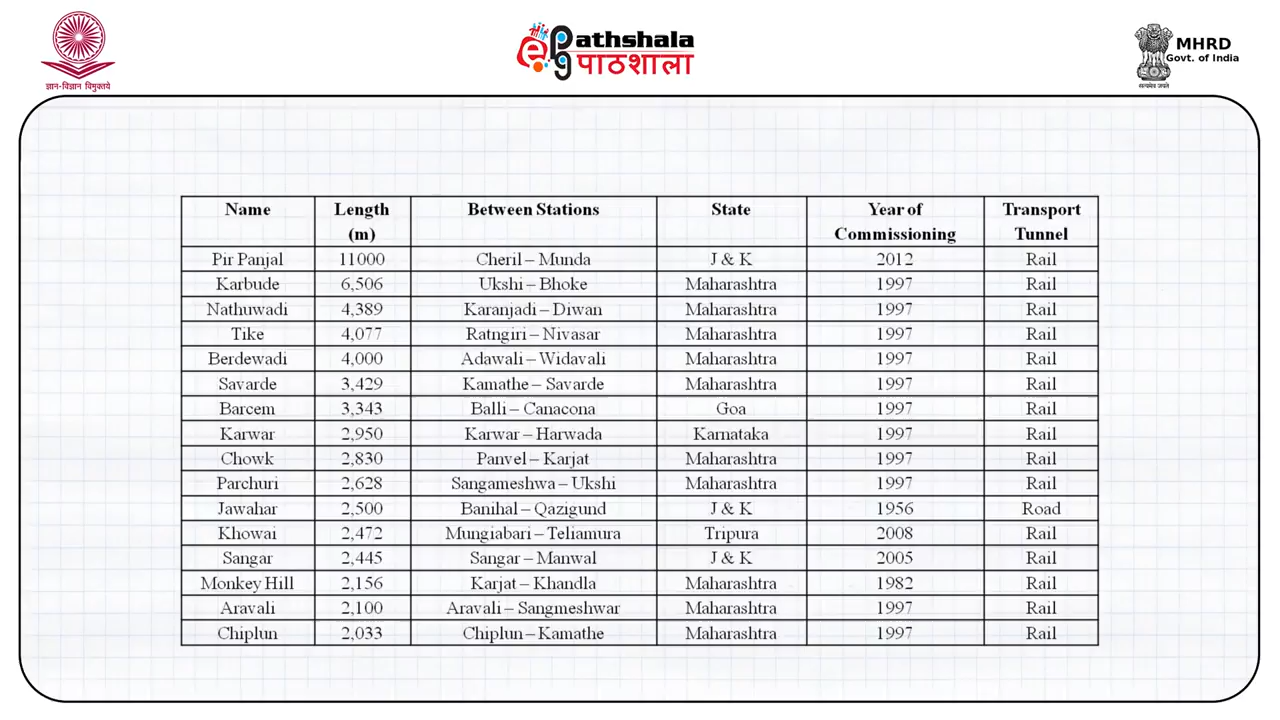 ज्ञान-विज्ञान विमुक्तये
epg Pathshala
पाठशाला
MHRD
Govt. of India
सत्यमेव जयते
Name Length (m) Between Stations State Year of Commissioning Transport Tunnel
Pir Panjal 11000 Cheril – Munda J & K 2012 Rail
Karbude 6,506 Ukshi – Bhoke Maharashtra 1997 Rail
Nathuwadi 4,389 Karanjadi – Diwan Maharashtra 1997 Rail
Tike 4,077 Ratngiri – Nivasar Maharashtra 1997 Rail
Berdewadi 4,000 Adawali – Widavali Maharashtra 1997 Rail
Savarde 3,429 Kamathe – Savarde Maharashtra 1997 Rail
Barcem 3,343 Balli – Canacona Goa 1997 Rail
Karwar 2,950 Karwar – Harwada Karnataka 1997 Rail
Chowk 2,830 Panvel – Karjat Maharashtra 1997 Rail
Parchuri 2,628 Sangameshwa – Ukshi Maharashtra 1997 Rail
Jawahar 2,500 Banihal – Qazigund J & K 1956 Road
Khowai 2,472 Mungiabari – Teliamura Tripura 2008 Rail
Sangar 2,445 Sangar – Manwal J & K 2005 Rail
Monkey Hill 2,156 Karjat – Khandla Maharashtra 1982 Rail
Aravali 2,100 Aravali – Sangmeshwar Maharashtra 1997 Rail
Chiplun 2,033 Chiplun – Kamathe Maharashtra 1997 Rail